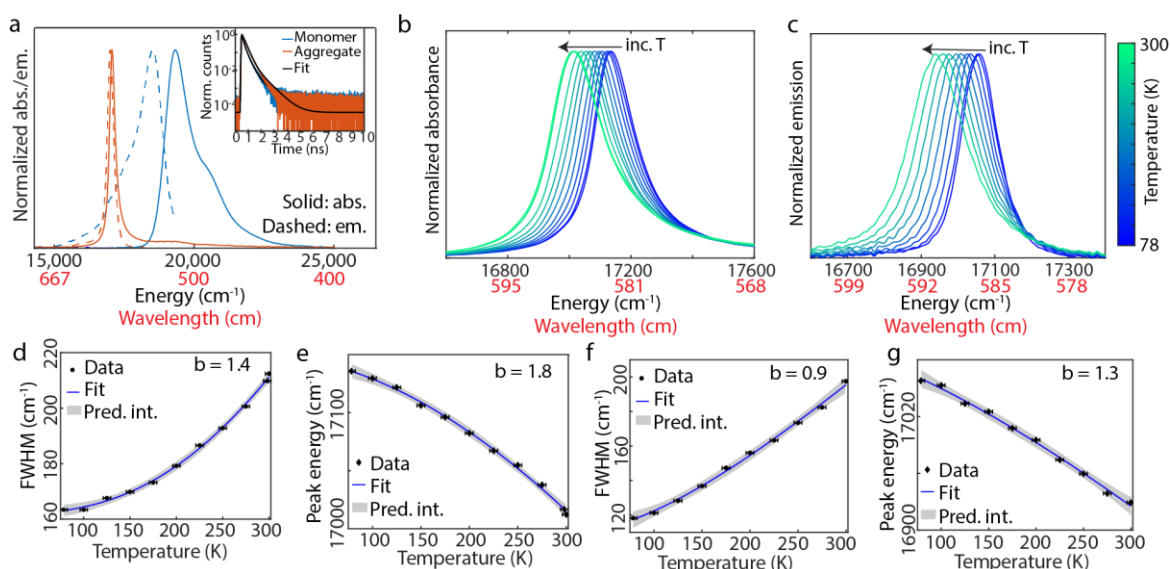 a
Normalized abs./em.
Norm. counts
10⁰
10⁻²
10⁻⁴
Monomer
Aggregate
Fit
0 1 2 3 4 5 6 7 8 9 10
Time (ns)
Solid: abs.
Dashed: em.
15,000 20,000 25,000
667 500 400
Energy (cm⁻¹)
Wavelength (cm)
b
inc. T
Normalized absorbance
16800 17200 17600
595 581 568
Energy (cm⁻¹)
Wavelength (cm)
c
inc. T
Normalized emission
16700 16900 17100 17300
599 592 585 578
Energy (cm⁻¹)
Wavelength (cm)
300
Temperature (K)
78
d
b = 1.4
Data
Fit
Pred. int.
FWHM (cm⁻¹)
220
200
180
160
100 150 200 250 300
Temperature (K)
e
b = 1.8
Data
Fit
Pred. int.
Peak energy (cm⁻¹)
17100
17000
100 150 200 250 300
Temperature (K)
f
b = 0.9
Data
Fit
Pred. int.
FWHM (cm⁻¹)
200
160
120
100 150 200 250 300
Temperature (K)
g
b = 1.3
Data
Fit
Pred. int.
Peak energy (cm⁻¹)
17020
16900
100 150 200 250 300
Temperature (K)